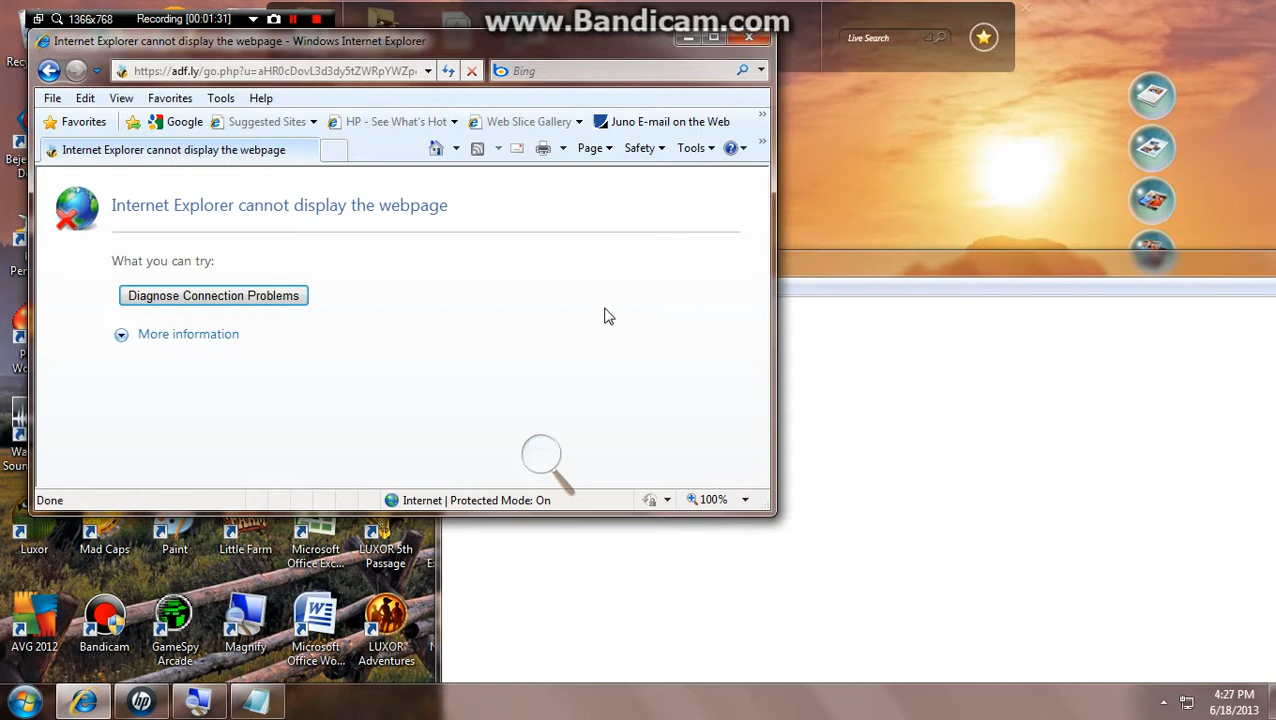 1366x768
Recording [00:01:31]
www.Bandicam.com
Internet Explorer cannot display the webpage - Windows Internet Explorer
Live Search
https://adf.ly/go.php?u=aHR0cDovL3d3dy5tZWRpYWZp
Bing
File Edit View Favorites Tools Help
Favorites
Google
Suggested Sites
HP - See What's Hot
Web Slice Gallery
Juno E-mail on the Web
Internet Explorer cannot display the webpage
Page
Safety
Tools
Internet Explorer cannot display the webpage
What you can try:
Diagnose Connection Problems
More information
Done
Internet | Protected Mode: On
100%
Luxor
Mad Caps
Paint
Little Farm
Microsoft
Office Exc...
LUXOR 5th
Passage
AVG 2012
Bandicam
GameSpy
Arcade
Magnify
Microsoft
Office Wo...
LUXOR
Adventures
4:27 PM
6/18/2013